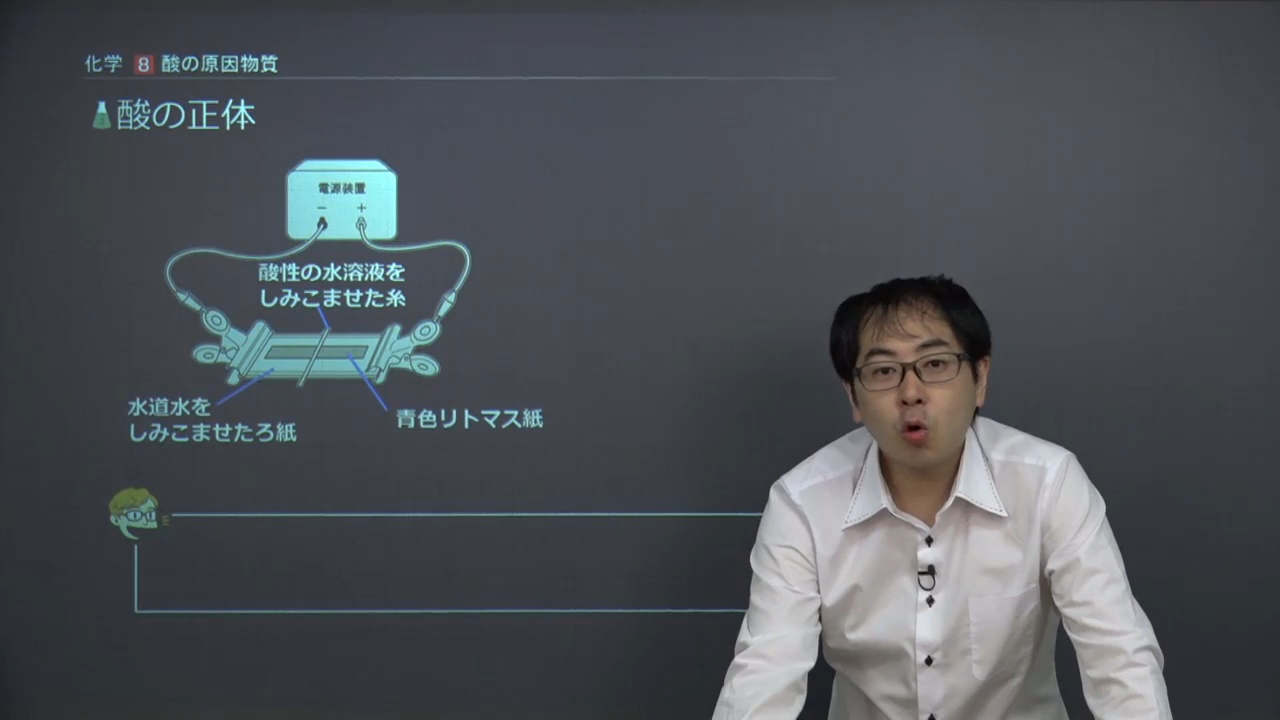 化学 8 酸の原因物質
酸の正体
電源装置
− +
酸性の水溶液を
しみこませた糸
水道水を
しみこませたろ紙
青色リトマス紙